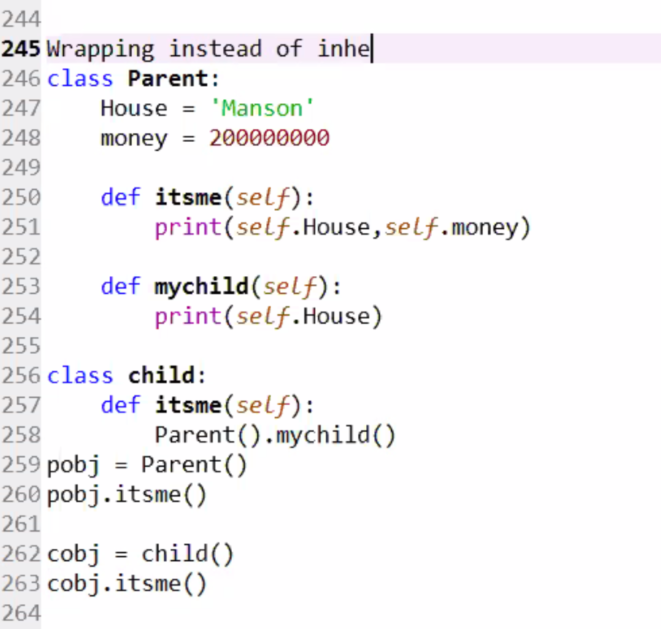 244
245 Wrapping instead of inhe
246 class Parent:
247     House = 'Manson'
248     money = 200000000
249
250     def itsme(self):
251         print(self.House,self.money)
252
253     def mychild(self):
254         print(self.House)
255
256 class child:
257     def itsme(self):
258         Parent().mychild()
259 pobj = Parent()
260 pobj.itsme()
261
262 cobj = child()
263 cobj.itsme()
264